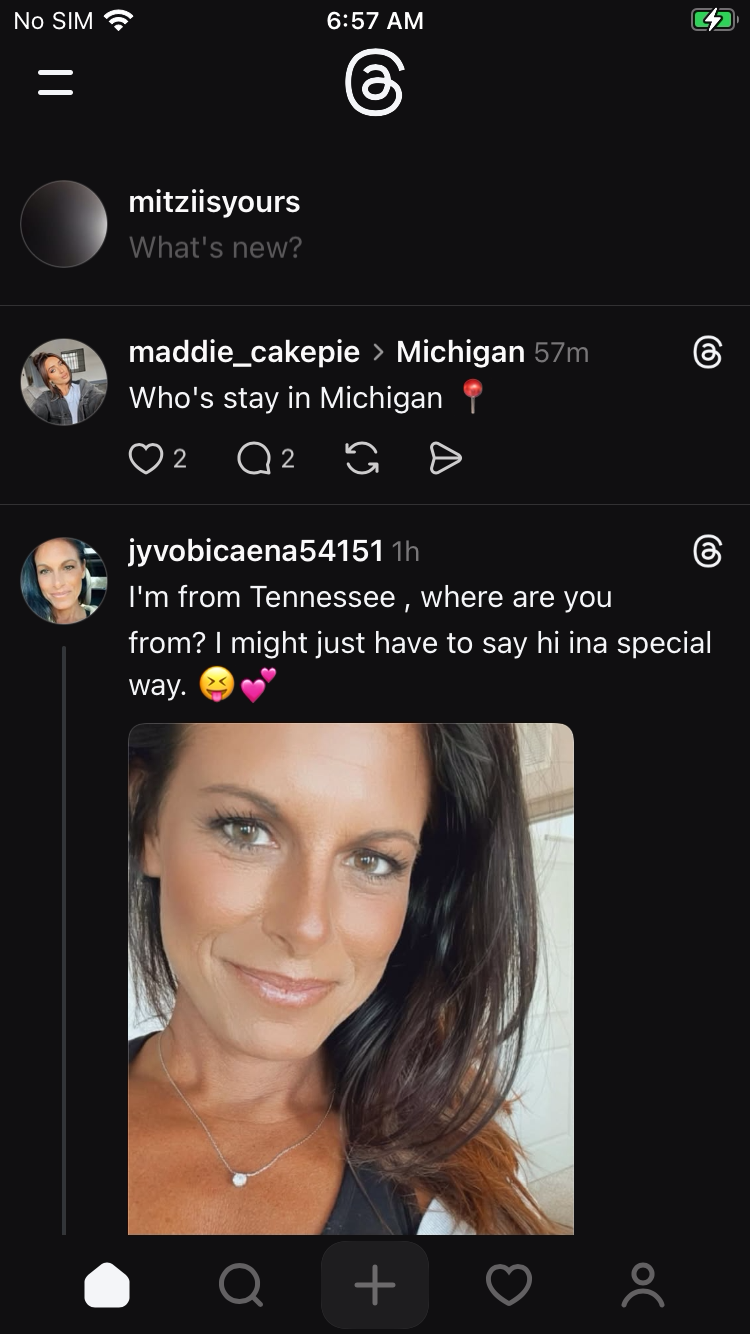 No SIM 6:57 AM
mitziisyours
What's new?
maddie_cakepie > Michigan 57m
Who's stay in Michigan 📍
2 2
jyvobicaena54151 1h
I'm from Tennessee , where are you
from? I might just have to say hi ina special
way. 😝💕